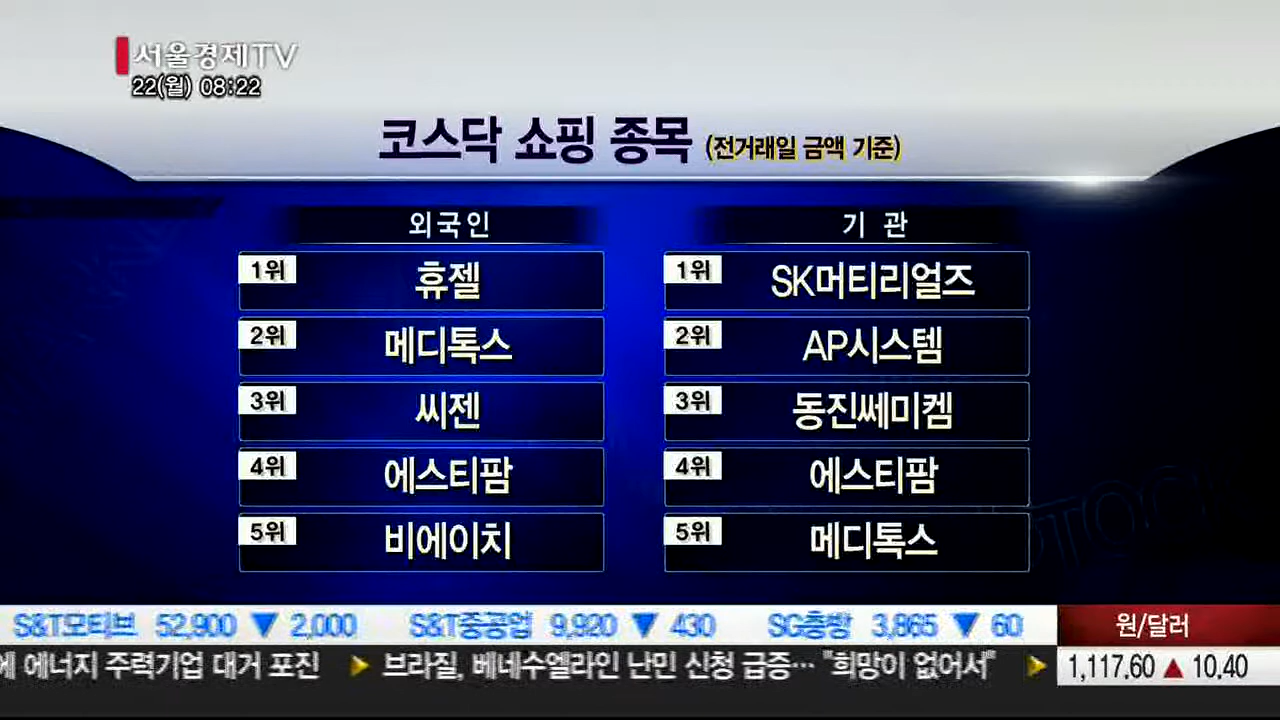 서울경제TV
22(월) 08:22
코스닥 쇼핑 종목 (전거래일 금액 기준)
외국인
1위 휴젤
2위 메디톡스
3위 씨젠
4위 에스티팜
5위 비에이치
기 관
1위 SK머티리얼즈
2위 AP시스템
3위 동진쎄미켐
4위 에스티팜
5위 메디톡스
S&T모티브 52,900 ▼ 2,000 S&T중공업 9,920 ▼ 430 SG충방 3,865 ▼ 60
원/달러
에 에너지 주력기업 대거 포진 ▶ 브라질, 베네수엘라인 난민 신청 급증… "희망이 없어서" ▶
1,117.60 ▲ 10.40